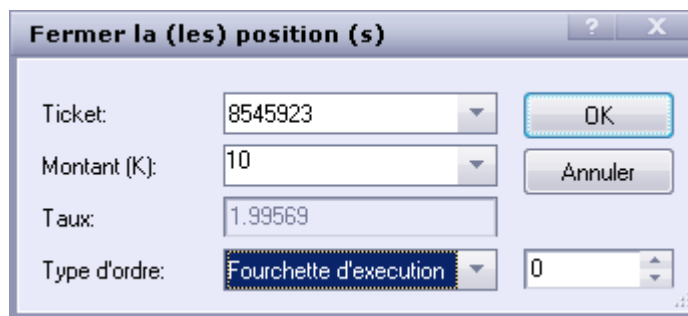 Fermer la (les) position (s)
?
X
Ticket:
8545923
OK
Montant (K):
10
Annuler
Taux:
1.99569
Type d'ordre:
Fourchette d'execution
0